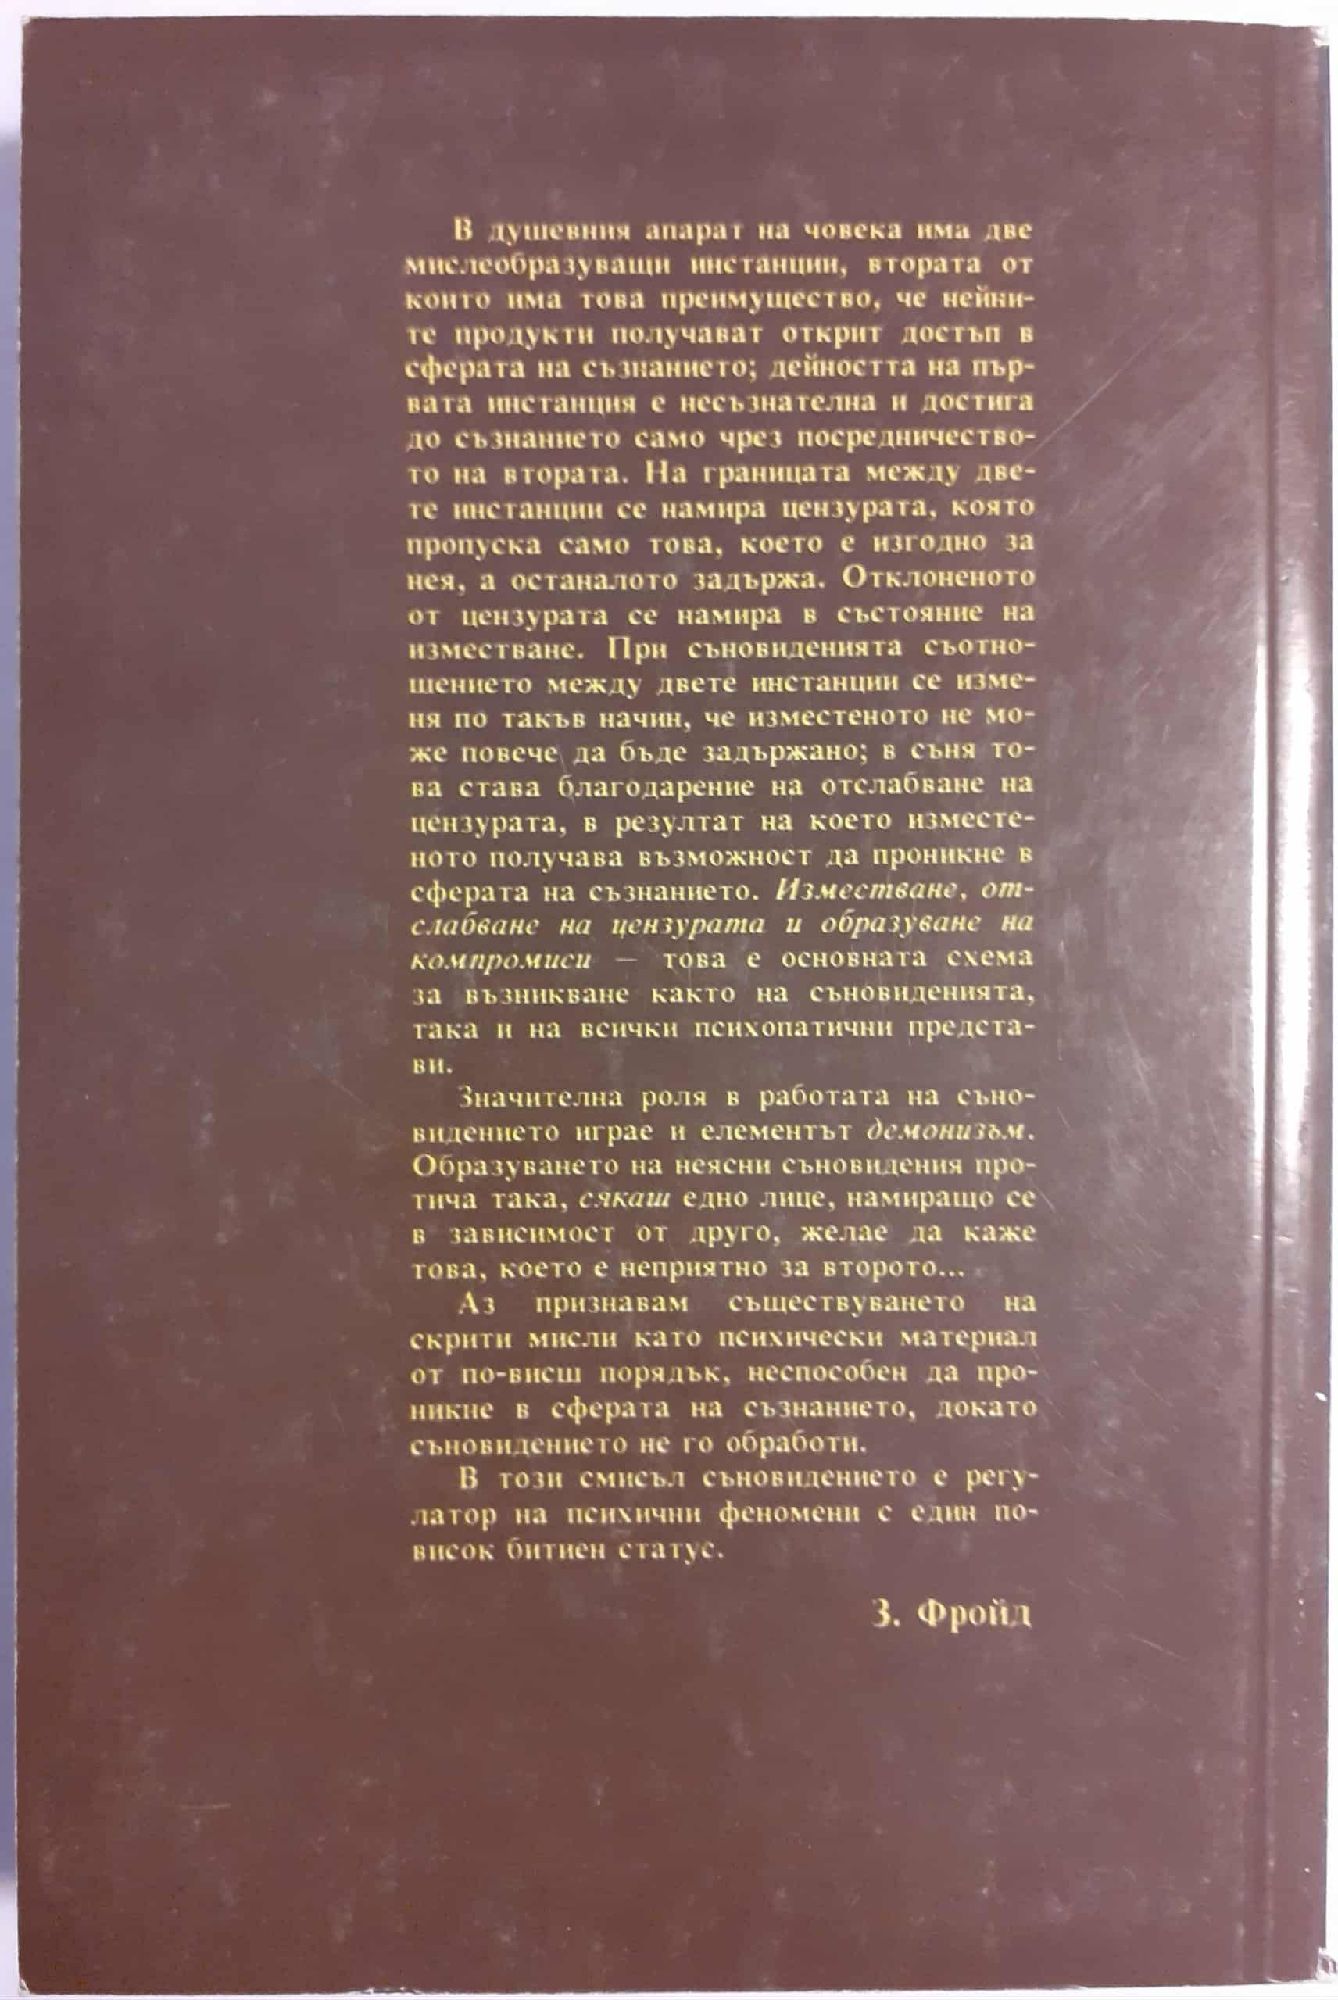 В душевния апарат на човека има две
мислеобразуващи инстанции, втората от
които има това преимущество, че нейни-
те продукти получават открит достъп в
сферата на съзнанието; дейността на пър-
вата инстанция е несъзнателна и достига
до съзнанието само чрез посредничество-
то на втората. На границата между две-
те инстанции се намира цензурата, която
пропуска само това, което е изгодно за
нея, а останалото задържа. Отклоненото
от цензурата се намира в състояние на
изместване. При съновиденията съотно-
шението между двете инстанции се изме-
ня по такъв начин, че изместеното не мо-
же повече да бъде задържано; в съня то-
ва става благодарение на отслабване на
цензурата, в резултат на което изместе-
ното получава възможност да проникне в
сферата на съзнанието. Изместване, от-
слабване на цензурата и образуване на
компромиси — това е основната схема
за възникване както на съновиденията,
така и на всички психопатични предста-
ви.
Значителна роля в работата на съно-
видението играе и елементът демонизъм.
Образуването на неясни съновидения про-
тича така, сякаш едно лице, намиращо се
в зависимост от друго, желае да каже
това, което е неприятно за второто...
Аз признавам съществуването на
скрити мисли като психически материал
от по-висш порядък, неспособен да про-
никне в сферата на съзнанието, докато
съновидението не го обработи.
В този смисъл съновидението е регу-
латор на психични феномени с един по-
висок битиен статус.
З. Фройд